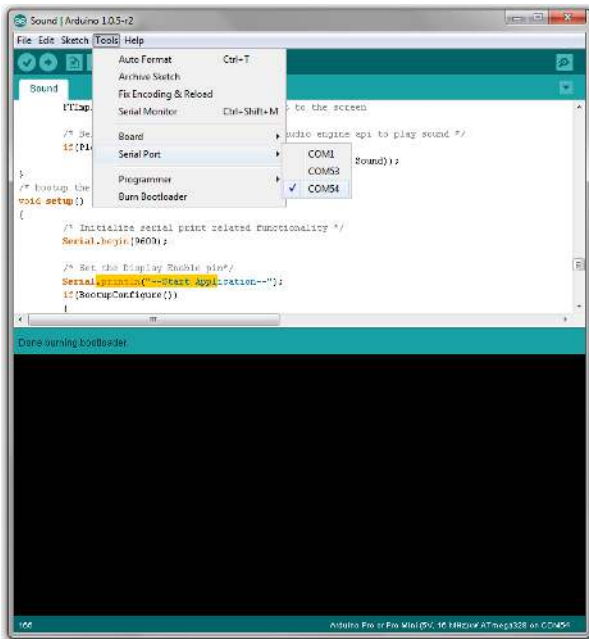 Sound | Arduino 1.0.5-r2
File Edit Sketch Tools Help
Auto Format Ctrl+T
Archive Sketch
Fix Encoding & Reload
Serial Monitor Ctrl+Shift+M
Board
Serial Port
Programmer
Burn Bootloader
COM1
COM53
COM54
Sound
to the screen
engine api to play sound */
Sound));
}
/* bootup the
void setup()
{
/* Initialize serial print related functionality */
Serial.begin(9600);
/* Set the Display Enable pin*/
Serial.println("--Start Application--");
if(BootupConfigure())
{
Done burning bootloader.
166
Arduino Pro or Pro Mini (5V, 16 MHz) w/ ATmega328 on COM54